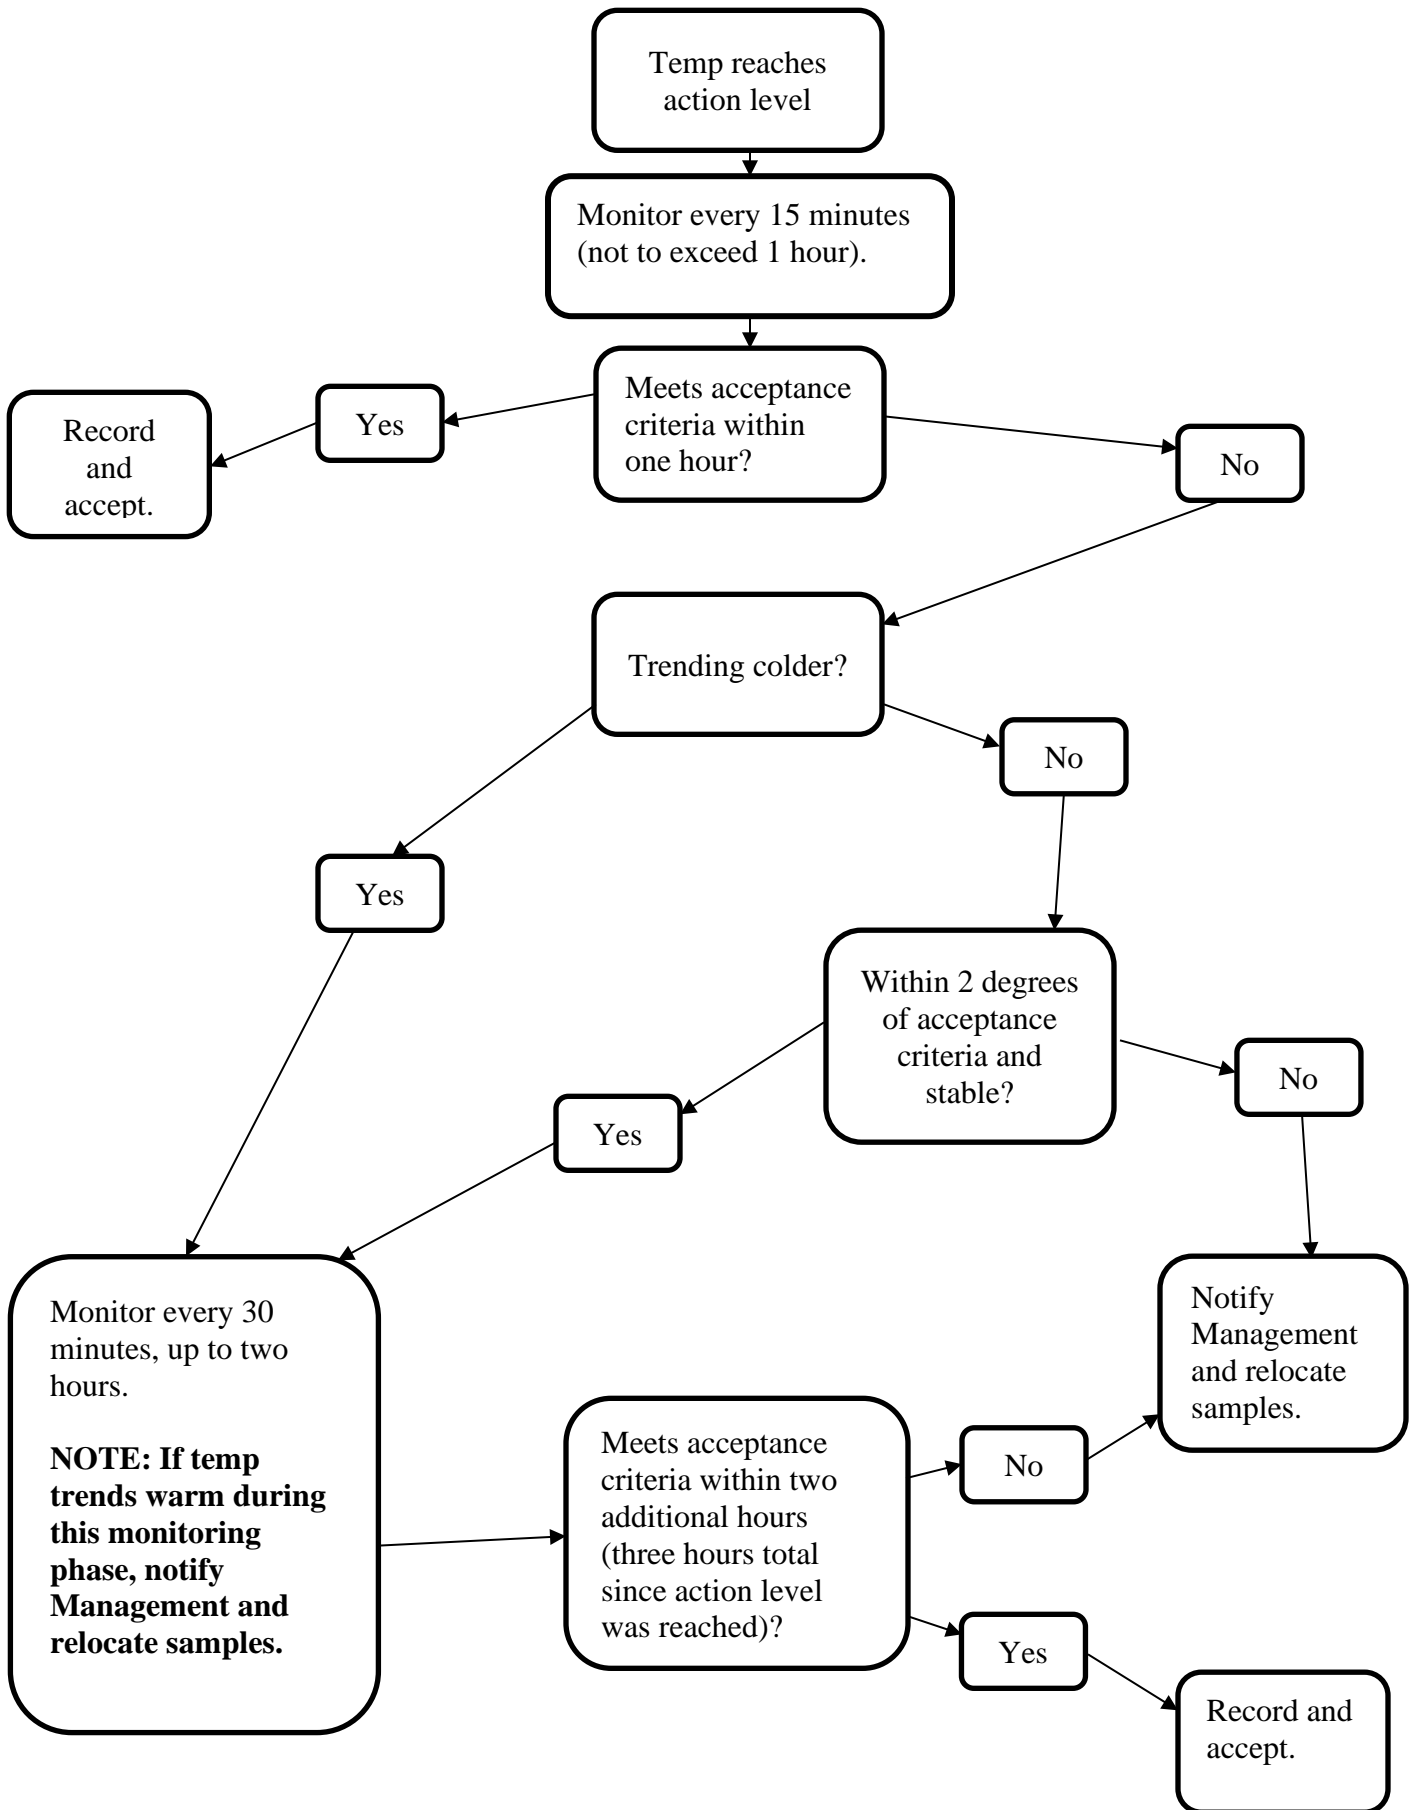 Temp reaches
action level
Monitor every 15 minutes
(not to exceed 1 hour).
Meets acceptance
criteria within
one hour?
Yes
Record
and
accept.
No
Trending colder?
No
Yes
Within 2 degrees
of acceptance
criteria and
stable?
No
Yes
Notify
Management
and relocate
samples.
Monitor every 30
minutes, up to two
hours.
NOTE: If temp
trends warm during
this monitoring
phase, notify
Management and
relocate samples.
Meets acceptance
criteria within two
additional hours
(three hours total
since action level
was reached)?
No
Yes
Record and
accept.